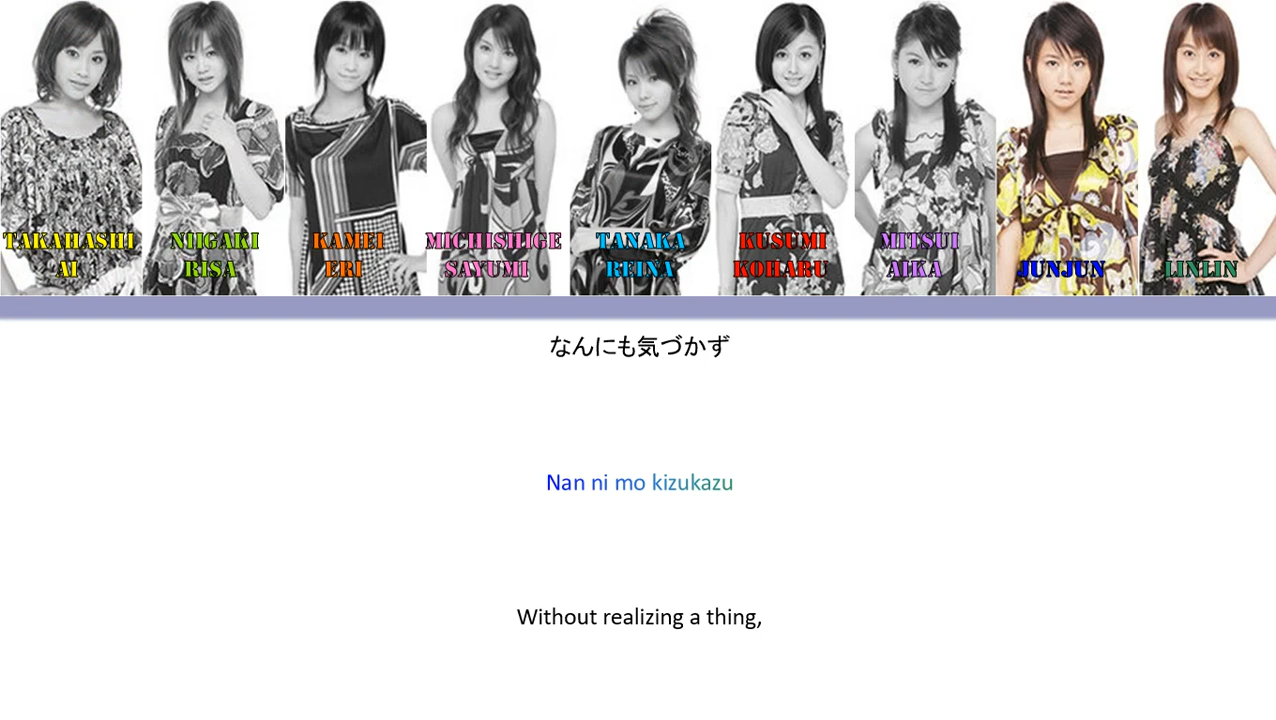 TAKAHASHI
AI
NIIGAKI
RISA
KAMEI
ERI
MICHISHIGE
SAYUMI
TANAKA
REINA
KUSUMI
KOHARU
MITSUI
AIKA
JUNJUN
LINLIN
なんにも気づかず
Nan ni mo kizukazu
Without realizing a thing,